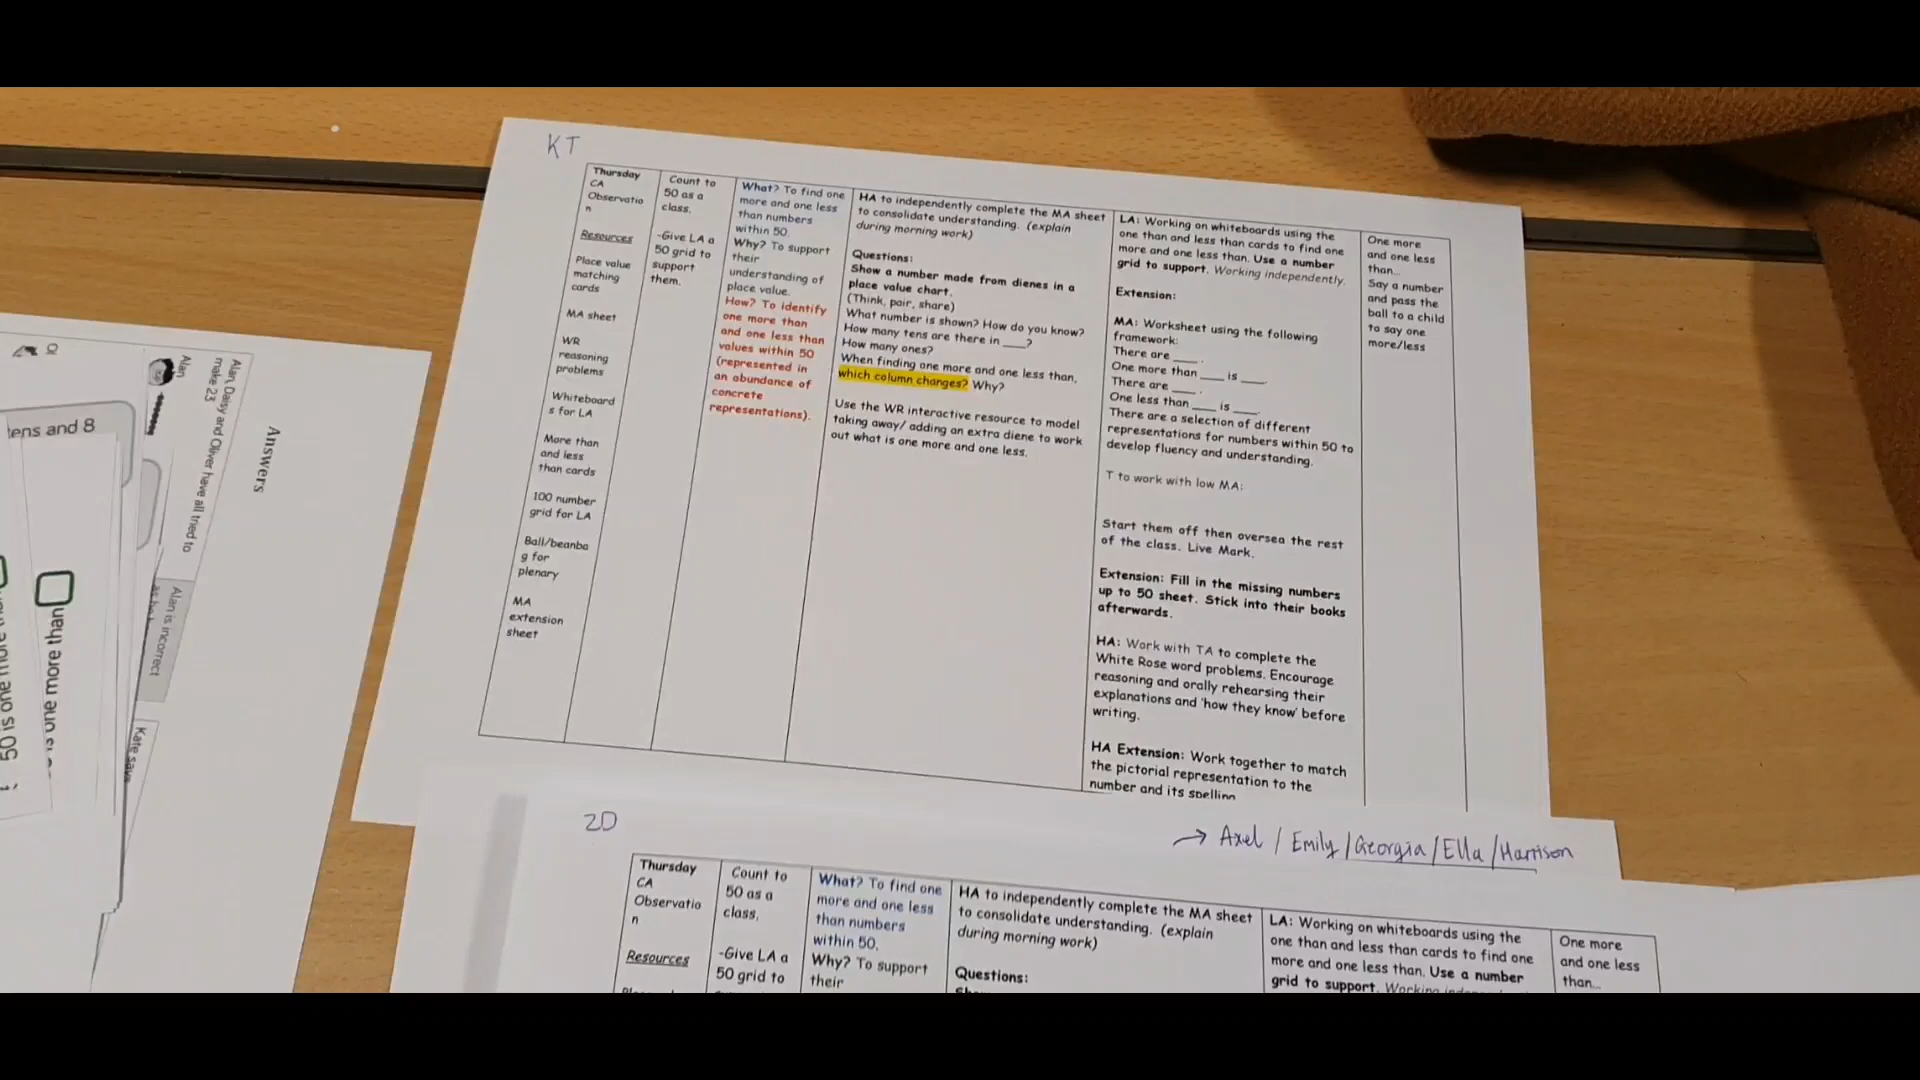 KT
Thursday
CA
Observatio
n
Resources
Place value
matching
cards
MA sheet
WR
reasoning
problems
Whiteboard
s for LA
More than
and less
than cards
100 number
grid for LA
Ball/beanba
g for
plenary
MA
extension
sheet
Count to
50 as a
class.
-Give LA a
50 grid to
support
them.
What? To find one
more and one less
than numbers
within 50.
Why? To support
their
understanding of
place value.
How? To identify
one more than
and one less than
values within 50
(represented in
an abundance of
concrete
representations).
HA to independently complete the MA sheet
to consolidate understanding. (explain
during morning work)
Questions:
Show a number made from dienes in a
place value chart.
(Think, pair, share)
What number is shown? How do you know?
How many tens are there in ____?
How many ones?
When finding one more and one less than,
which column changes? Why?
Use the WR interactive resource to model
taking away/ adding an extra diene to work
out what is one more and one less.
LA: Working on whiteboards using the
one than and less than cards to find one
more and one less than. Use a number
grid to support. Working independently.
Extension:
MA: Worksheet using the following
framework:
There are ____.
One more than ____ is ____.
There are ____.
One less than ____ is ____.
There are a selection of different
representations for numbers within 50 to
develop fluency and understanding.
T to work with low MA:
Start them off then oversea the rest
of the class. Live Mark.
Extension: Fill in the missing numbers
up to 50 sheet. Stick into their books
afterwards.
HA: Work with TA to complete the
White Rose word problems. Encourage
reasoning and orally rehearsing their
explanations and 'how they know' before
writing.
HA Extension: Work together to match
the pictorial representation to the
number and its spelling
One more
and one less
than...
Say a number
and pass the
ball to a child
to say one
more/less
2D
→ Axel / Emily / Georgia / Ella / Harrison
Thursday
CA
Observatio
n
Resources
Count to
50 as a
class.
-Give LA a
50 grid to
What? To find one
more and one less
than numbers
within 50.
Why? To support
their
HA to independently complete the MA sheet
to consolidate understanding. (explain
during morning work)
Questions:
LA: Working on whiteboards using the
one than and less than cards to find one
more and one less than. Use a number
grid to support. Working
One more
and one less
than...
Answers
Alan, Daisy and Oliver have all tried to
make 23
Alan
Alan is incorrect
Kate says
tens and 8
is one more than
50 is one more